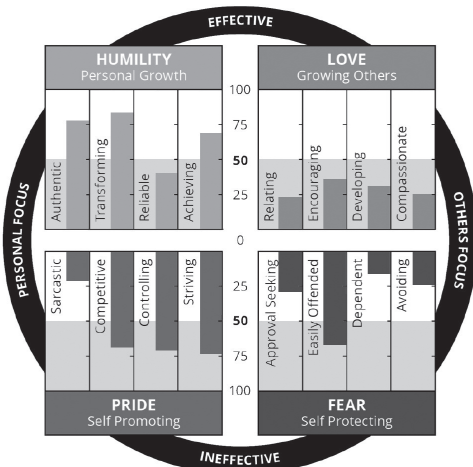 EFFECTIVE
HUMILITY
Personal Growth
LOVE
Growing Others
PERSONAL FOCUS
OTHERS FOCUS
Authentic
Transforming
Reliable
Achieving
100
75
50
25
0
Relating
Encouraging
Developing
Compassionate
Sarcastic
Competitive
Controlling
Striving
25
50
75
100
Approval Seeking
Easily Offended
Dependent
Avoiding
PRIDE
Self Promoting
FEAR
Self Protecting
INEFFECTIVE